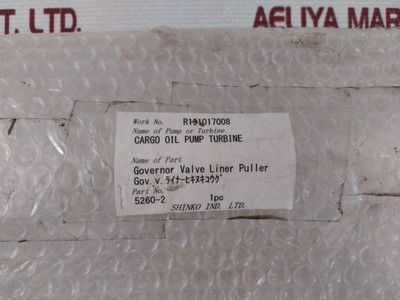 T. LTD.
AELIYA MAR
Work No. R191017008
Name of Pump or Turbine
CARGO OIL PUMP TURBINE
Name of Part
Governor Valve Liner Puller
Gov.v.ﾗｲﾅｰﾋｷﾇｷｺｳｸﾞ
Part No.
5260-2 1pc
SHINKO IND. LTD.